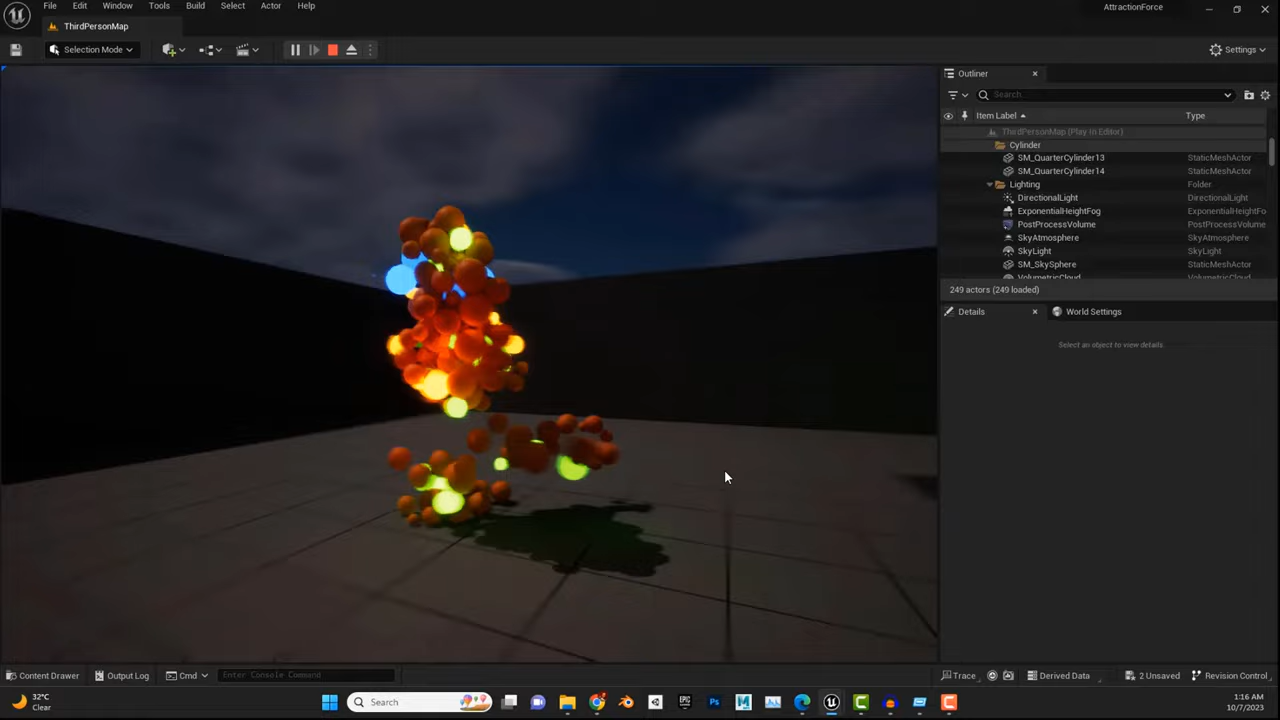 File Edit Window Tools Build Select Actor Help
AttractionForce
ThirdPersonMap
Selection Mode
Settings
Outliner
Search...
Item Label Type
ThirdPersonMap (Play In Editor)
Cylinder
SM_QuarterCylinder13 StaticMeshActor
SM_QuarterCylinder14 StaticMeshActor
Lighting Folder
DirectionalLight DirectionalLight
ExponentialHeightFog ExponentialHeightFo
PostProcessVolume PostProcessVolume
SkyAtmosphere SkyAtmosphere
SkyLight SkyLight
SM_SkySphere StaticMeshActor
VolumetricCloud VolumetricCloud
249 actors (249 loaded)
Details World Settings
Select an object to view details.
Content Drawer Output Log Cmd Enter Console Command Trace Derived Data 2 Unsaved Revision Control
32°C
Clear
Search
EPIC
Ps
1:16 AM
10/7/2023